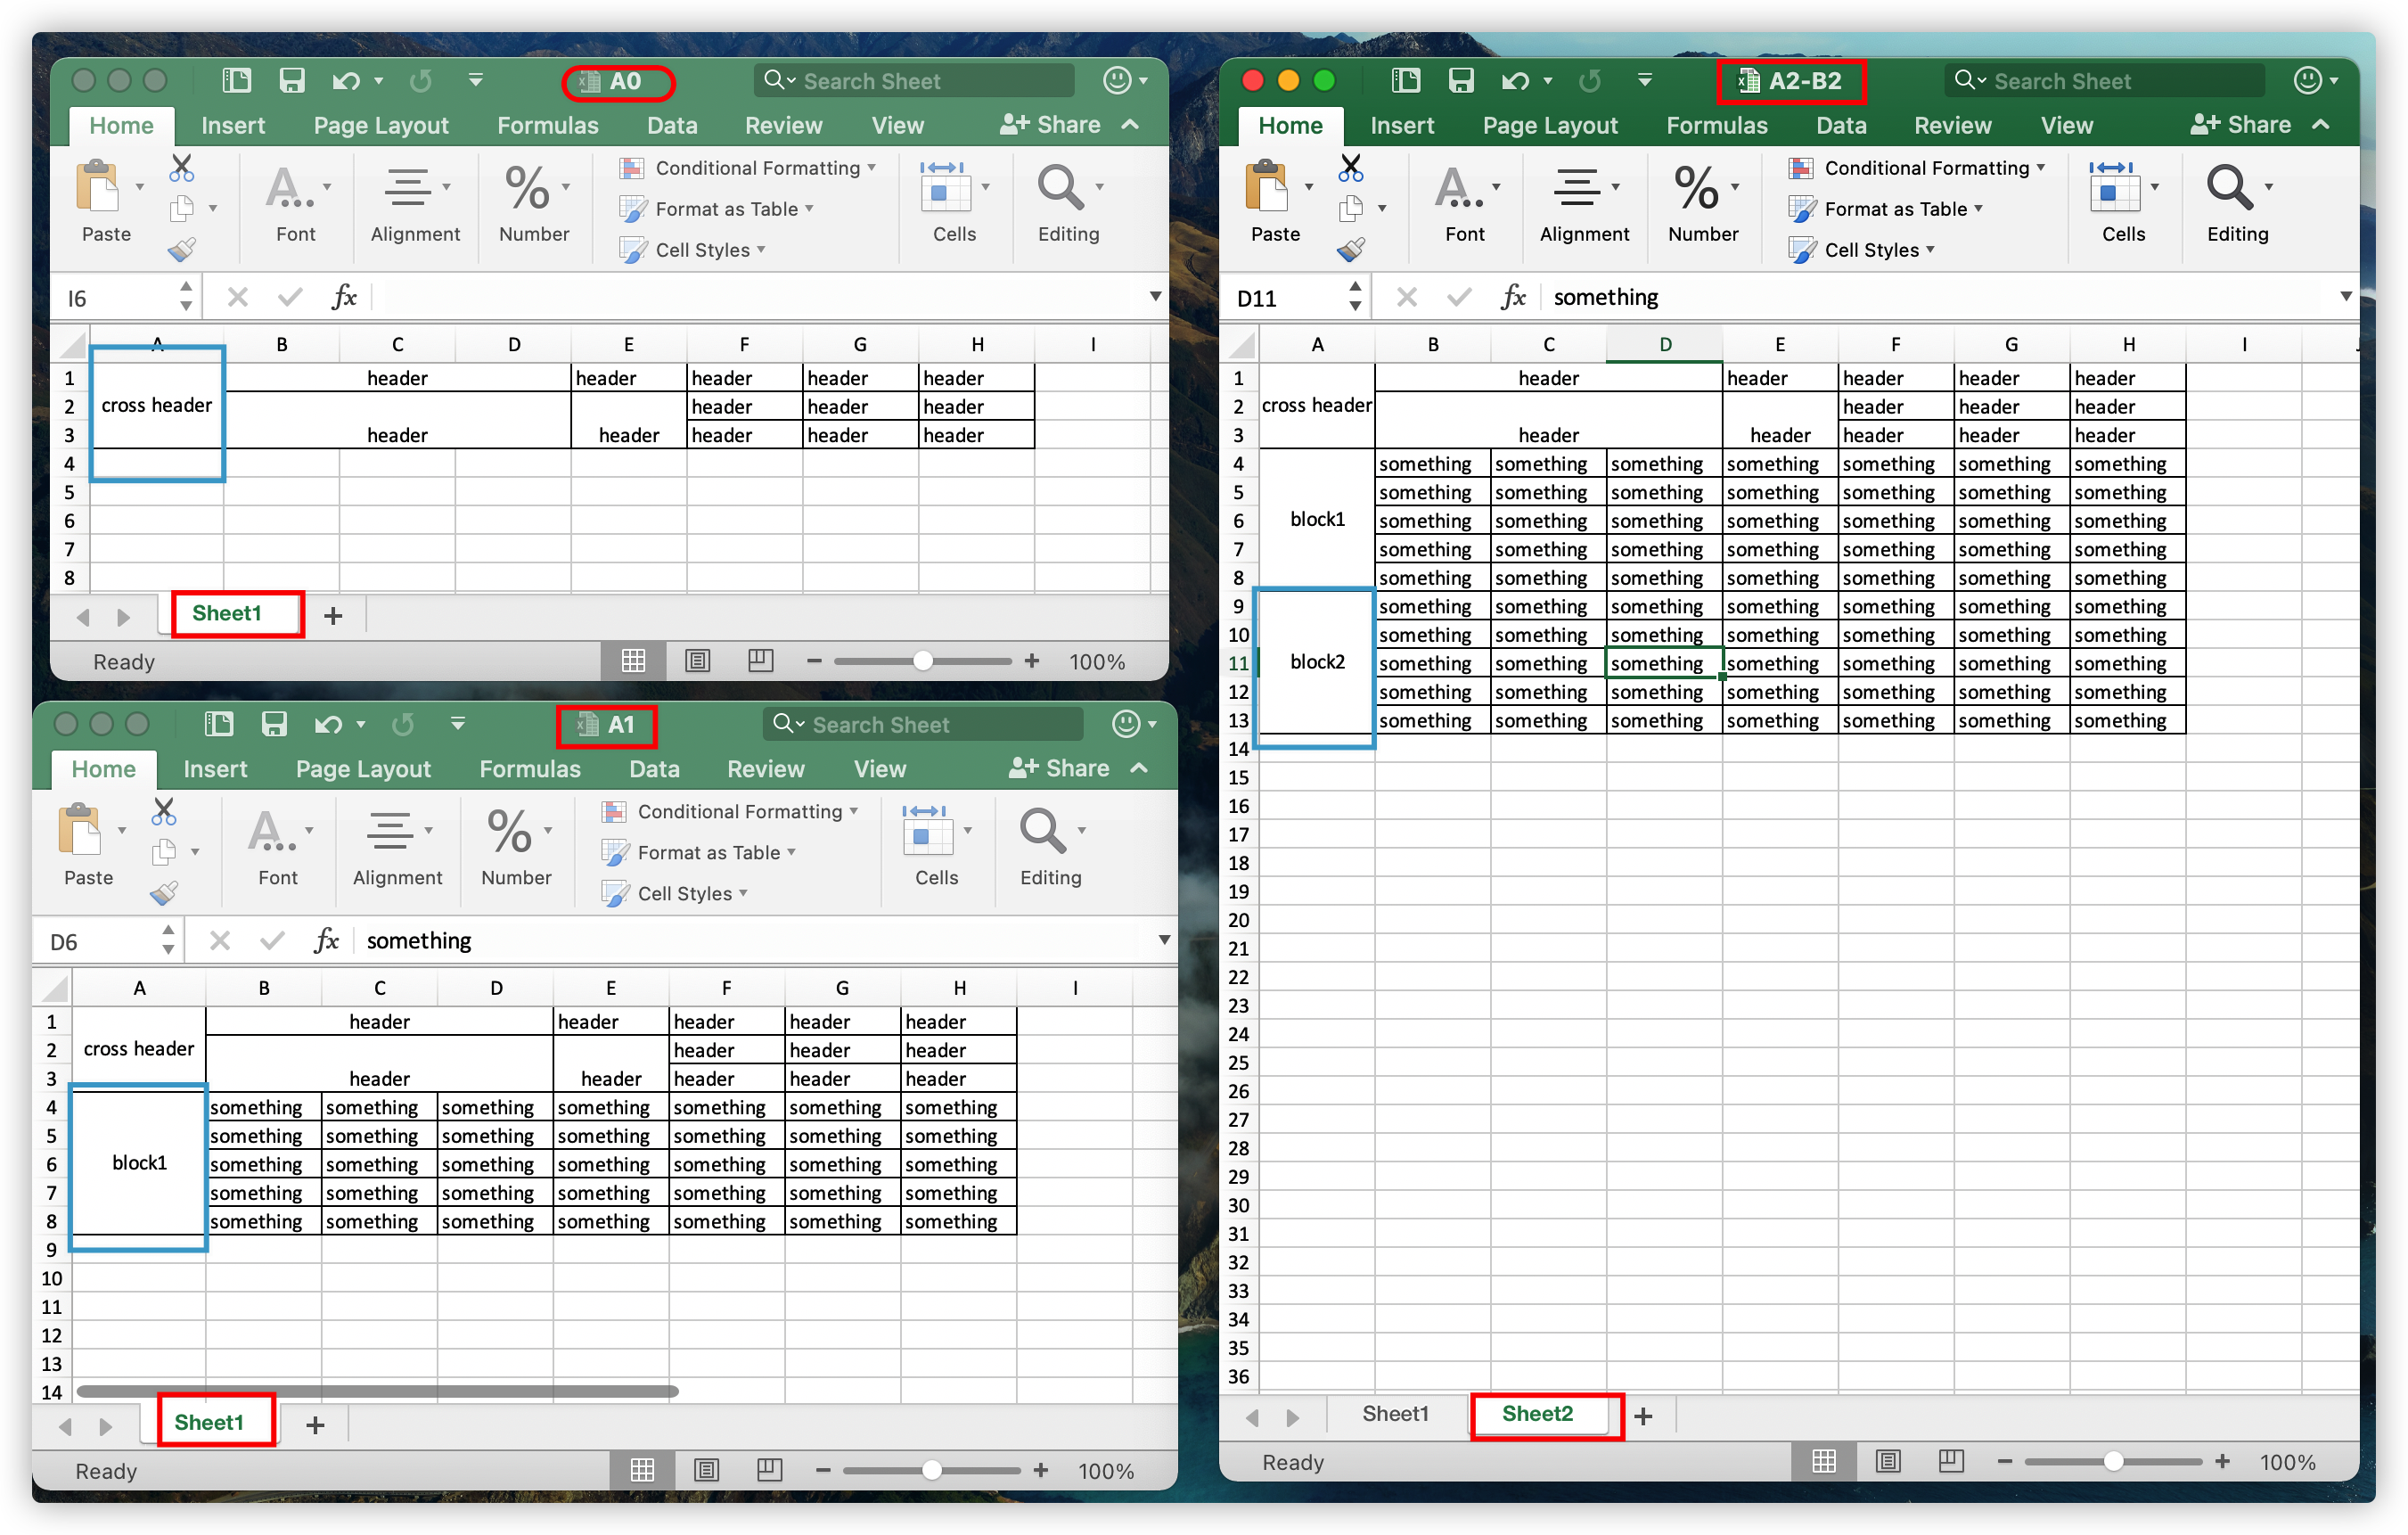 A0
Search Sheet
Home Insert Page Layout Formulas Data Review View Share
Paste Font Alignment % Number Conditional Formatting Format as Table Cell Styles Cells Editing
I6 fx
A B C D E F G H I
1 cross header header header header header header
2 header header header
3 header header header header header
4
5
6
7
8
Sheet1 +
Ready 100%
A1
Search Sheet
Home Insert Page Layout Formulas Data Review View Share
Paste Font Alignment % Number Conditional Formatting Format as Table Cell Styles Cells Editing
D6 fx something
A B C D E F G H I
1 cross header header header header header header
2 header header header
3 header header header header header
4 block1 something something something something something something something
5 something something something something something something something
6 something something something something something something something
7 something something something something something something something
8 something something something something something something something
9
10
11
12
13
14
Sheet1 +
Ready 100%
A2-B2
Search Sheet
Home Insert Page Layout Formulas Data Review View Share
Paste Font Alignment % Number Conditional Formatting Format as Table Cell Styles Cells Editing
D11 fx something
A B C D E F G H I
1 cross header header header header header header
2 header header header
3 header header header header header
4 block1 something something something something something something something
5 something something something something something something something
6 something something something something something something something
7 something something something something something something something
8 something something something something something something something
9 block2 something something something something something something something
10 something something something something something something something
11 something something something something something something something
12 something something something something something something something
13 something something something something something something something
14
15
16
17
18
19
20
21
22
23
24
25
26
27
28
29
30
31
32
33
34
35
36
Sheet1 Sheet2 +
Ready 100%